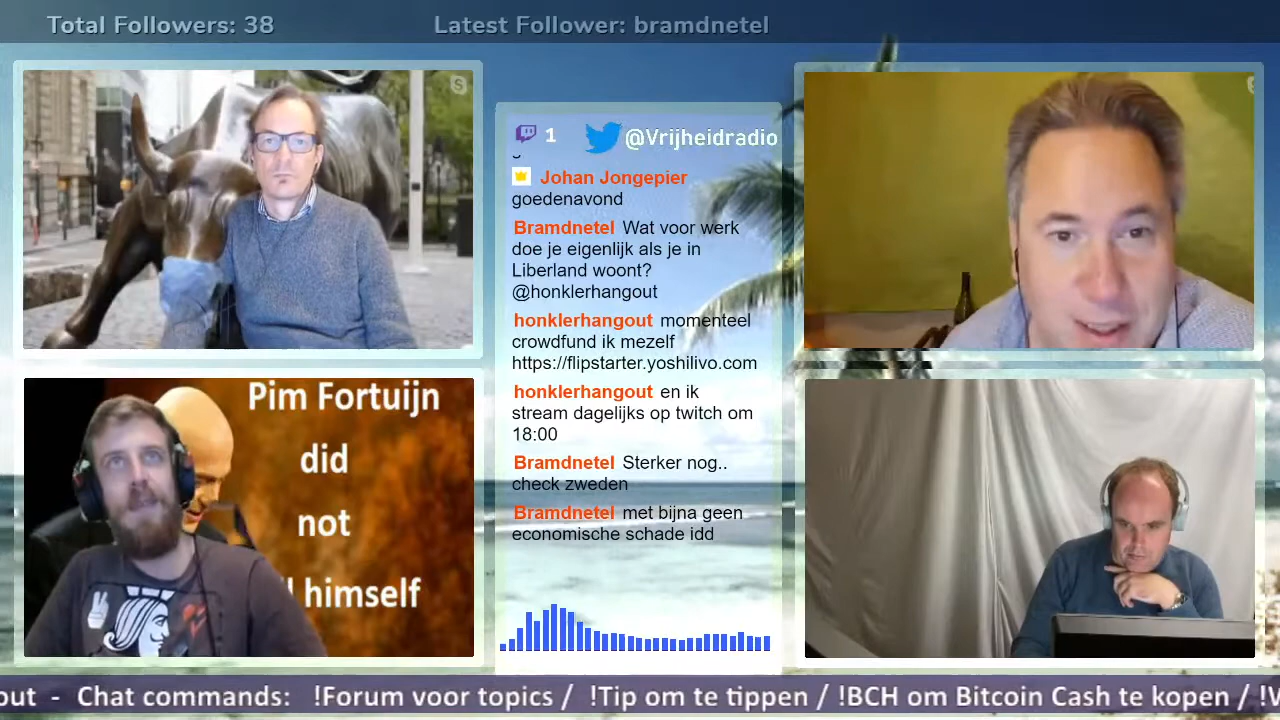 Total Followers: 38
Latest Follower: bramdnetel
1
@Vrijheidradio
Johan Jongepier
goedenavond
Bramdnetel Wat voor werk
doe je eigenlijk als je in
Liberland woont?
@honklerhangout
honklerhangout momenteel
crowdfund ik mezelf
https://flipstarter.yoshilivo.com
honklerhangout en ik
stream dagelijks op twitch om
18:00
Bramdnetel Sterker nog..
check zweden
Bramdnetel met bijna geen
economische schade idd
Pim Fortuijn
did
not
himself
out - Chat commands: !Forum voor topics / !Tip om te tippen / !BCH om Bitcoin Cash te kopen /